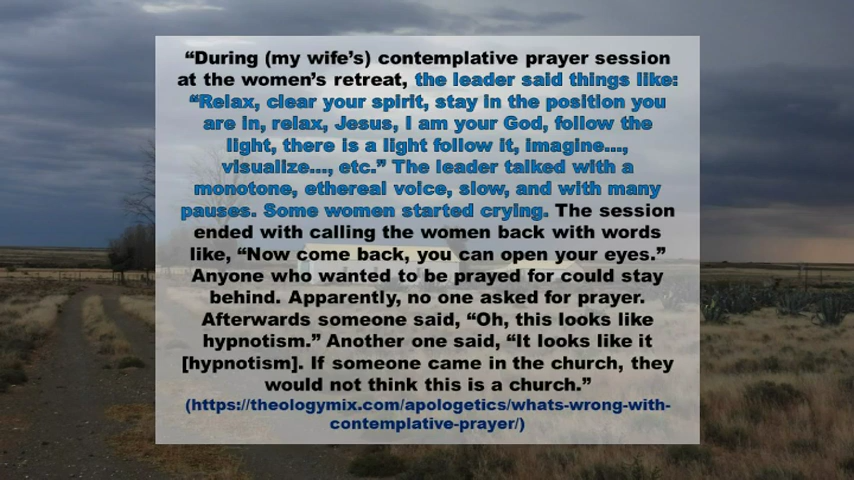 “During (my wife’s) contemplative prayer session
at the women’s retreat, the leader said things like:
“Relax, clear your spirit, stay in the position you
are in, relax, Jesus, I am your God, follow the
light, there is a light follow it, imagine...,
visualize..., etc.” The leader talked with a
monotone, ethereal voice, slow, and with many
pauses. Some women started crying. The session
ended with calling the women back with words
like, “Now come back, you can open your eyes.”
Anyone who wanted to be prayed for could stay
behind. Apparently, no one asked for prayer.
Afterwards someone said, “Oh, this looks like
hypnotism.” Another one said, “It looks like it
[hypnotism]. If someone came in the church, they
would not think this is a church.”
(https://theologymix.com/apologetics/whats-wrong-with-
contemplative-prayer/)